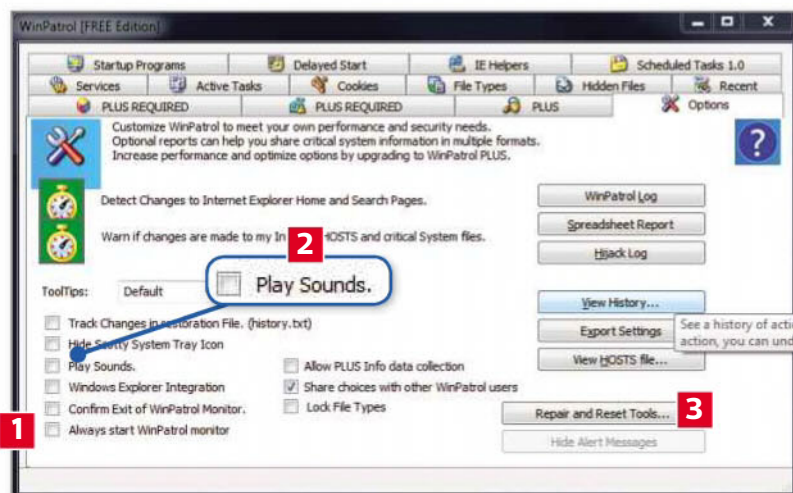 WinPatrol [FREE Edition]
Startup Programs Delayed Start IE Helpers Scheduled Tasks 1.0
Services Active Tasks Cookies File Types Hidden Files Recent
PLUS REQUIRED PLUS REQUIRED PLUS Options
Customize WinPatrol to meet your own performance and security needs.
Optional reports can help you share critical system information in multiple formats.
Increase performance and optimize options by upgrading to WinPatrol PLUS.
?
Detect Changes to Internet Explorer Home and Search Pages.
WinPatrol Log
Spreadsheet Report
Warn if changes are made to my In HOSTS and critical System files.
2
Hijack Log
Play Sounds.
ToolTips: Default
View History...
Track Changes in restoration File. (history.txt)
Export Settings
See a history of acti
action, you can und
Hide Scotty System Tray Icon
Play Sounds.
Allow PLUS Info data collection
View HOSTS file...
Windows Explorer Integration
Share choices with other WinPatrol users
Confirm Exit of WinPatrol Monitor.
Lock File Types
Repair and Reset Tools...
3
1
Always start WinPatrol monitor
Hide Alert Messages